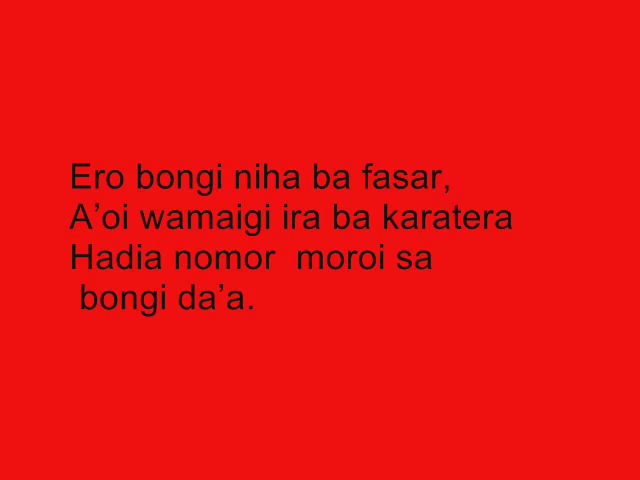 Ero bongi niha ba fasar,
A’oi wamaigi ira ba karatera
Hadia nomor  moroi sa
bongi da’a.